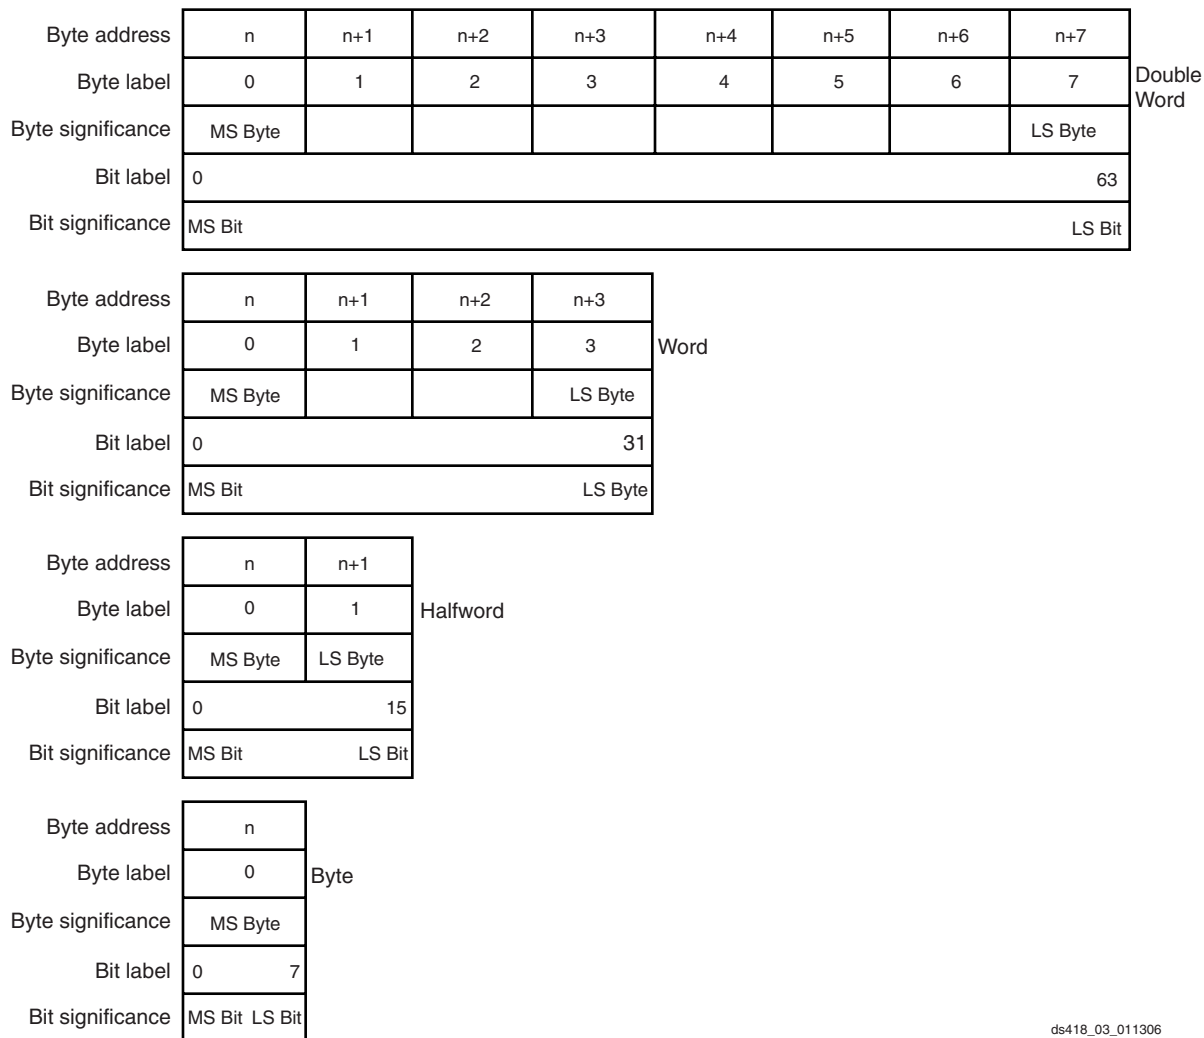 Byte address n n+1 n+2 n+3 n+4 n+5 n+6 n+7
Byte label 0 1 2 3 4 5 6 7 Double
Word
Byte significance MS Byte LS Byte
Bit label 0 63
Bit significance MS Bit LS Bit
Byte address n n+1 n+2 n+3
Byte label 0 1 2 3 Word
Byte significance MS Byte LS Byte
Bit label 0 31
Bit significance MS Bit LS Byte
Byte address n n+1
Byte label 0 1 Halfword
Byte significance MS Byte LS Byte
Bit label 0 15
Bit significance MS Bit LS Bit
Byte address n
Byte label 0 Byte
Byte significance MS Byte
Bit label 0 7
Bit significance MS Bit LS Bit
ds418_03_011306